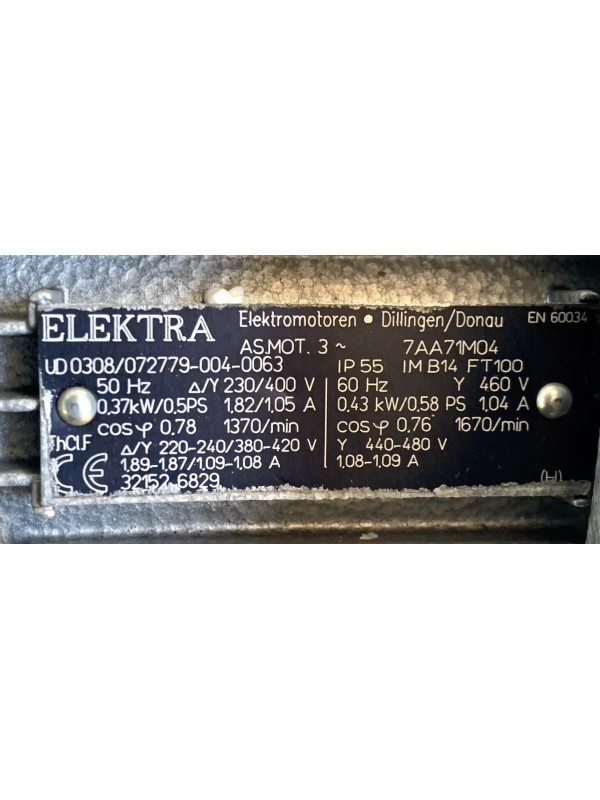 ELEKTRA Elektromotoren • Dillingen/Donau EN 60034
AS.MOT. 3 ~ 7AA71M04
UD 0308/072779-004-0063 IP 55 IM B14 FT100
50 Hz Δ/Y 230/400 V 60 Hz Y 460 V
0,37kW/0,5PS 1,82/1,05 A 0,43 kW/0,58 PS 1,04 A
cosφ 0,78 1370/min cosφ 0,76 1670/min
Th.Cl.F Δ/Y 220-240/380-420 V Y 440-480 V
CE 1,89-1,87/1,09-1,08 A 1,08-1,09 A
32152 6829 (H)